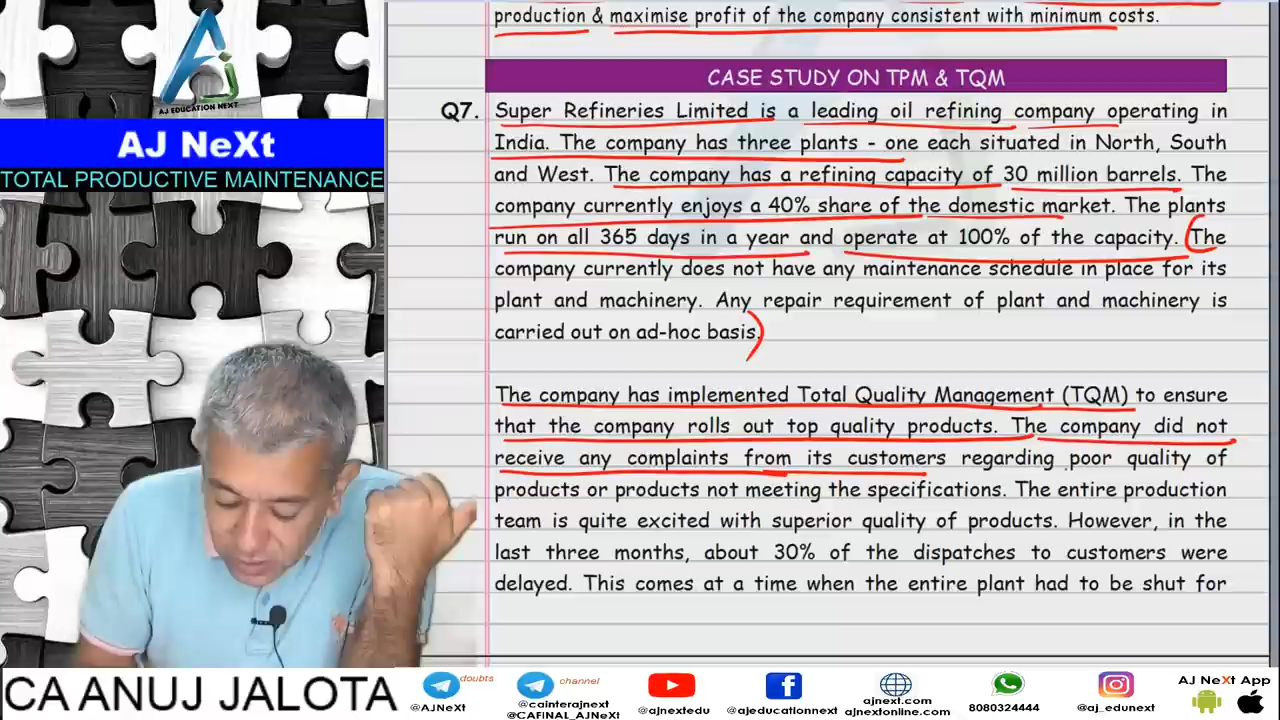 production & maximise profit of the company consistent with minimum costs.
CASE STUDY ON TPM & TQM
Q7. Super Refineries Limited is a leading oil refining company operating in
India. The company has three plants - one each situated in North, South
and West. The company has a refining capacity of 30 million barrels. The
company currently enjoys a 40% share of the domestic market. The plants
run on all 365 days in a year and operate at 100% of the capacity. The
company currently does not have any maintenance schedule in place for its
plant and machinery. Any repair requirement of plant and machinery is
carried out on ad-hoc basis.
The company has implemented Total Quality Management (TQM) to ensure
that the company rolls out top quality products. The company did not
receive any complaints from its customers regarding poor quality of
products or products not meeting the specifications. The entire production
team is quite excited with superior quality of products. However, in the
last three months, about 30% of the dispatches to customers were
delayed. This comes at a time when the entire plant had to be shut for
Aj
AJ EDUCATION NEXT
AJ NeXt
TOTAL PRODUCTIVE MAINTENANCE
CA ANUJ JALOTA
doubts
@AJNeXt
channel
@cainterajnext
@CAFINAL_AJNeXt
@ajnextedu
@ajeducationnext
ajnext.com
ajnextonline.com
8080324444
@aj_edunext
AJ NeXt App